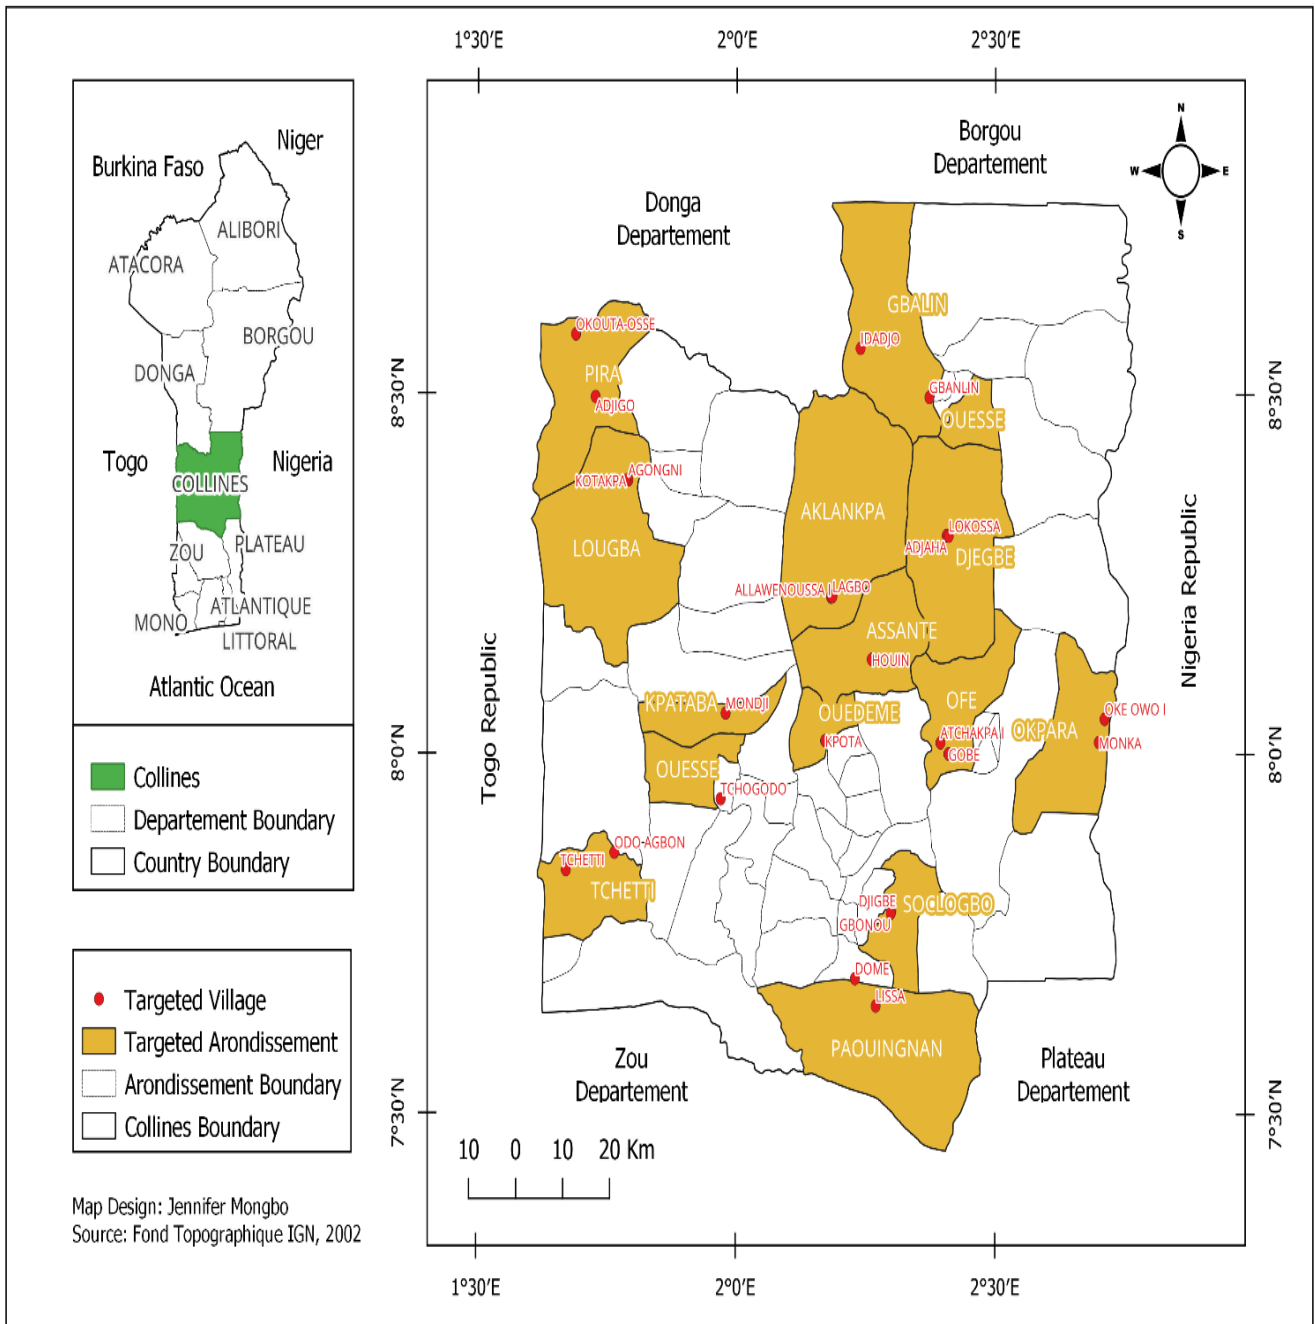 1°30'E
2°0'E
2°30'E
Niger
Burkina Faso
ALIBORI
ATACORA
BORGOU
DONGA
Togo
Nigeria
COLLINES
ZOU
PLATEAU
ATLANTIQUE
MONO
LITTORAL
Atlantic Ocean
Collines
Departement Boundary
Country Boundary
Targeted Village
Targeted Arondissement
Arondissement Boundary
Collines Boundary
Map Design: Jennifer Mongbo
Source: Fond Topographique IGN, 2002
N
W
E
S
Borgou
Departement
Donga
Departement
8°30'N
8°30'N
GBALIN
OKOUTA-OSSE
IDADJO
PIRA
GBANLIN
ADJIGO
OUESSE
AGONGNI
KOTAKPA
AKLANKPA
LOKOSSA
LOUGBA
ADJAHA
DJEGBE
ALLAWENOUSSA I
LAGBO
ASSANTE
HOUIN
Togo Republic
Nigeria Republic
KPATABA
MONDJI
OUEDEME
OFE
OKE OWO I
OKPARA
ATCHAKPA I
KPOTA
GOBE
MONKA
8°0'N
8°0'N
OUESSE
TCHOGODO
ODO-AGBON
TCHETTI
TCHETTI
DJIGBE
SOCLOGBO
GBONOU
DOME
LISSA
PAOUINGNAN
Zou
Departement
Plateau
Departement
7°30'N
7°30'N
10 0 10 20 Km
1°30'E
2°0'E
2°30'E